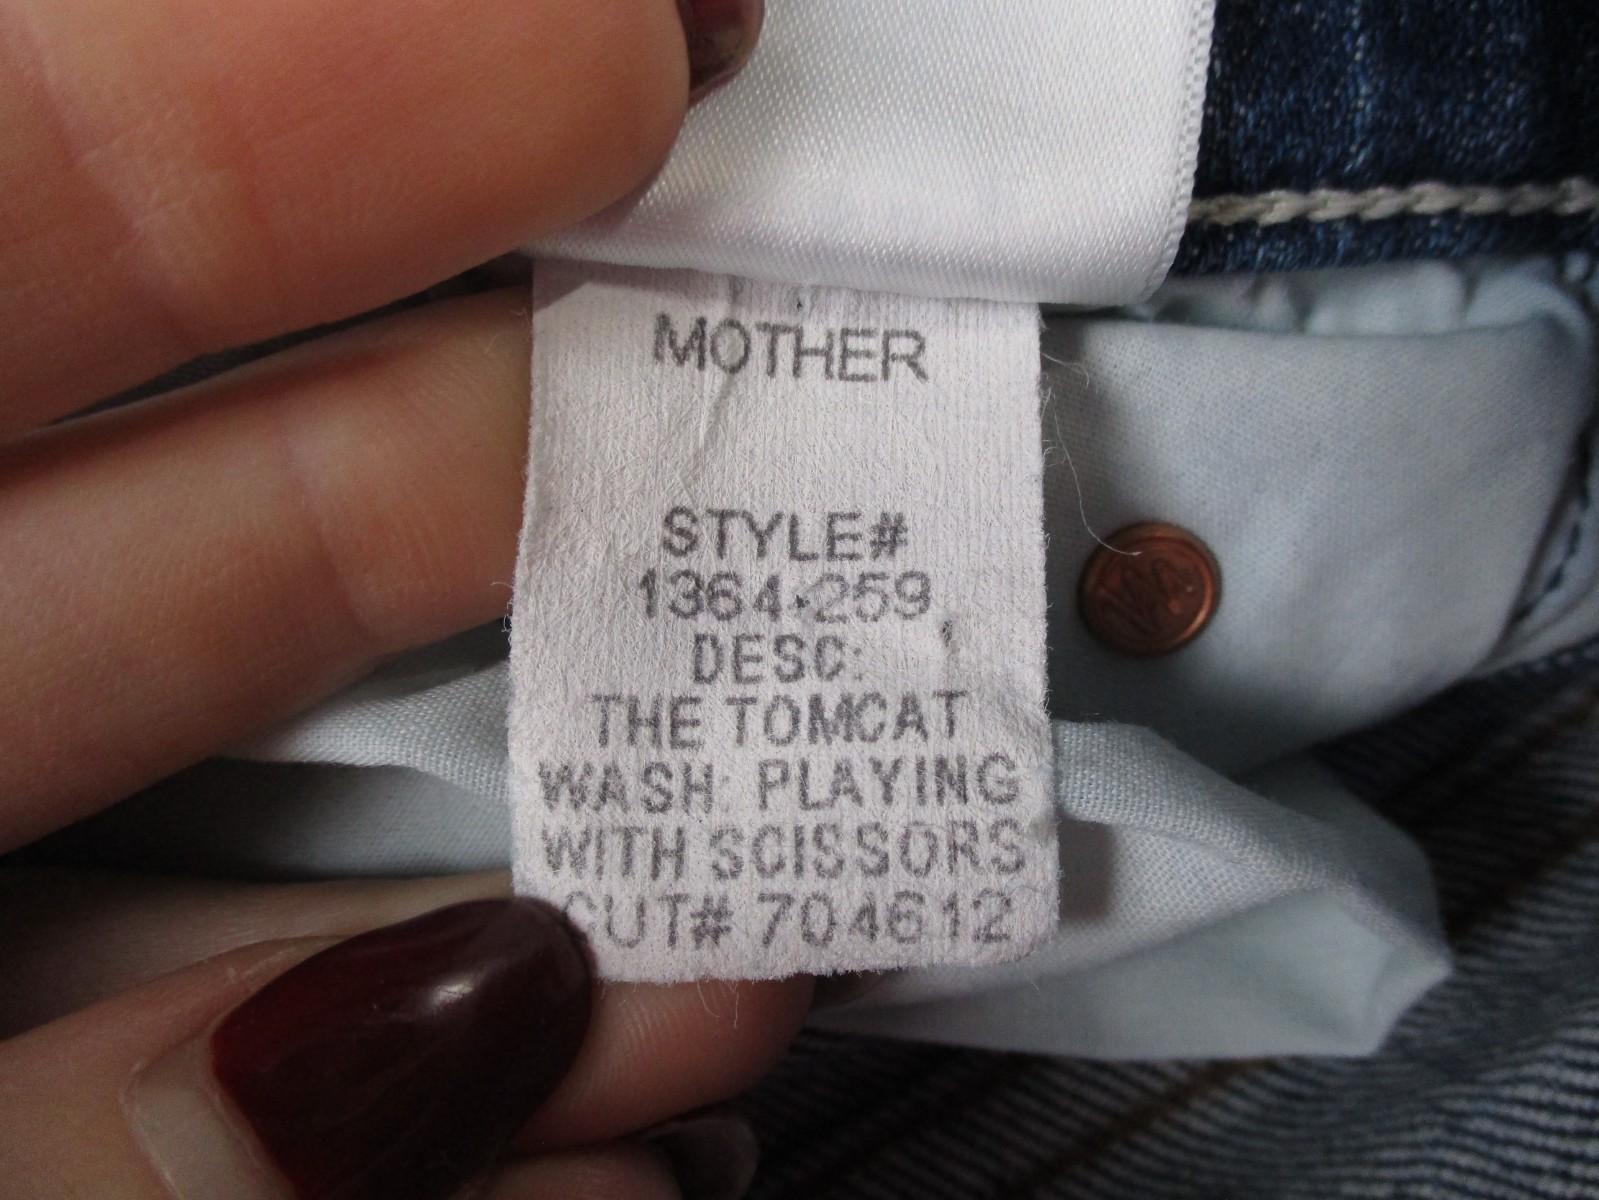 MOTHER
STYLE#
1364-259
DESC:
THE TOMCAT
WASH: PLAYING
WITH SCISSORS
CUT# 704612